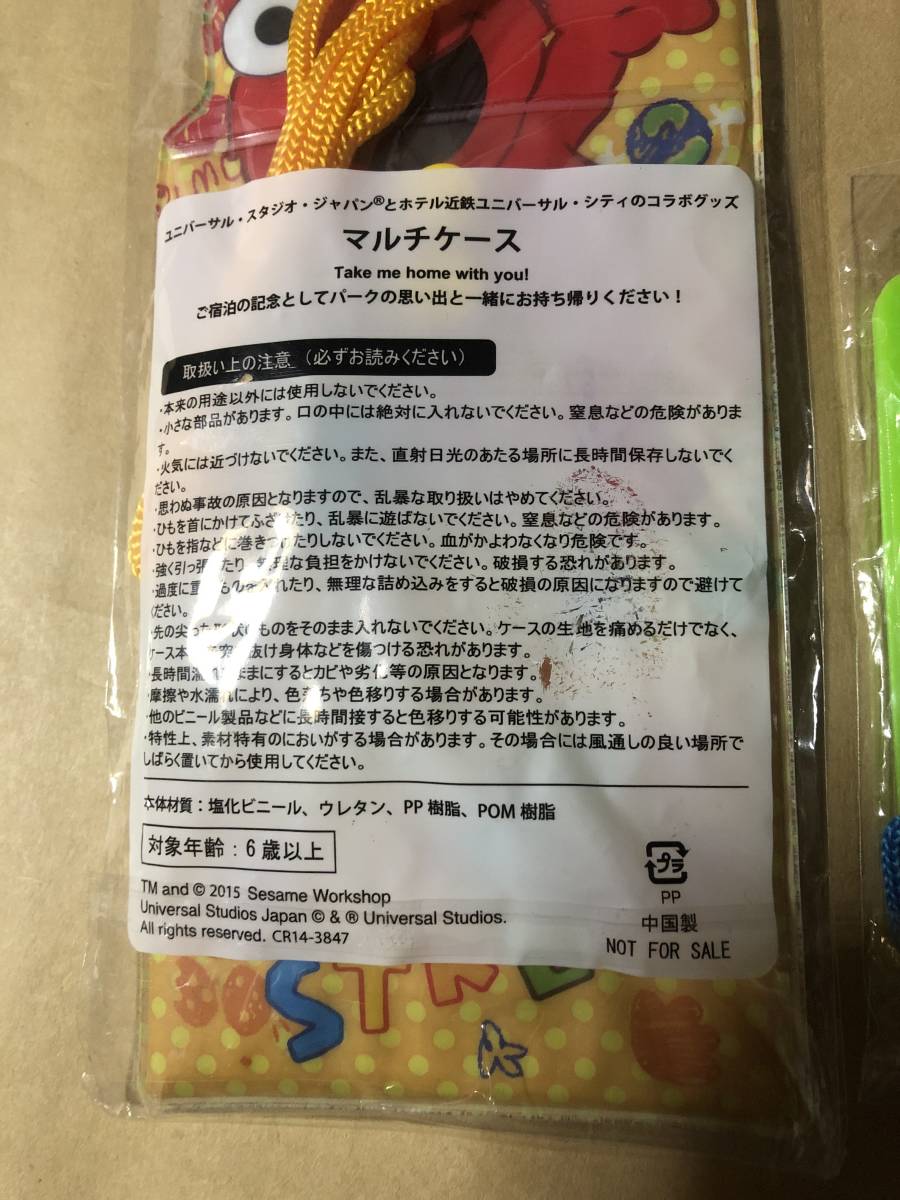 ユニバーサル・スタジオ・ジャパン®とホテル近鉄ユニバーサル・シティのコラボグッズ
マルチケース
Take me home with you!
ご宿泊の記念としてパークの思い出と一緒にお持ち帰りください！
取扱い上の注意（必ずお読みください）
・本来の用途以外には使用しないでください。
・小さな部品があります。口の中には絶対に入れないでください。窒息などの危険がありま
す。
・火気には近づけないでください。また、直射日光のあたる場所に長時間保存しないでく
ださい。
・思わぬ事故の原因となりますので、乱暴な取り扱いはやめてください。
・ひもを首にかけてふざけたり、乱暴に遊ばないでください。窒息などの危険があります。
・ひもを指などに巻きつけたりしないでください。血がかよわなくなり危険です。
・強く引っ張ったり、無理な負担をかけないでください。破損する恐れがあります。
・過度に重いものを入れたり、無理な詰め込みをすると破損の原因になりますので避けて
ください。
・先の尖った形状のものをそのまま入れないでください。ケースの生地を痛めるだけでなく、
ケース本体を突き抜け身体などを傷つける恐れがあります。
・長時間濡れたままにするとカビや劣化等の原因となります。
・摩擦や水濡れにより、色落ちや色移りする場合があります。
・他のビニール製品などに長時間接すると色移りする可能性があります。
・特性上、素材特有のにおいがする場合があります。その場合には風通しの良い場所で
しばらく置いてから使用してください。
本体材質：塩化ビニール、ウレタン、PP 樹脂、POM 樹脂
対象年齢：6 歳以上
プラ
PP
中国製
NOT FOR SALE
TM and © 2015 Sesame Workshop
Universal Studios Japan © & ® Universal Studios.
All rights reserved. CR14-3847
STRE